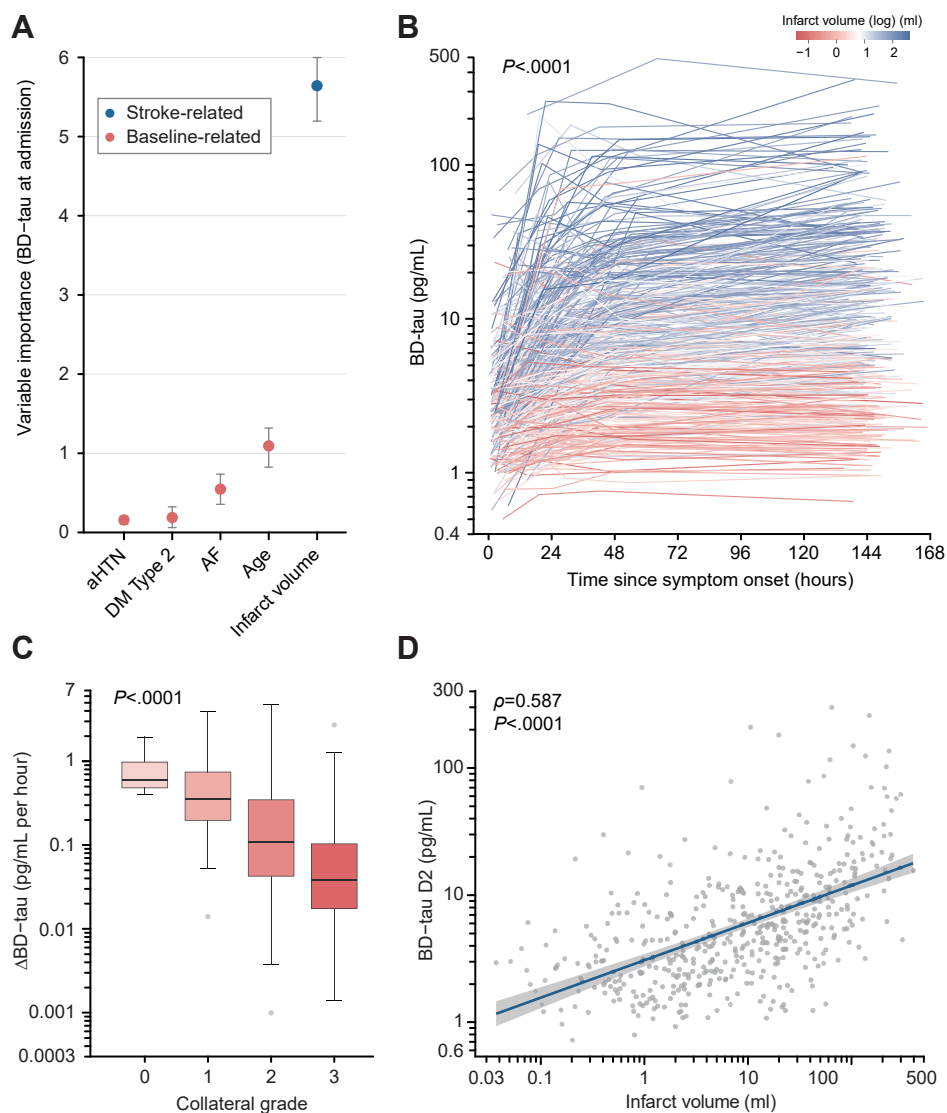 A
Variable importance (BD−tau at admission)
6
5
4
3
2
1
0
Stroke-related
Baseline-related
aHTN
DM Type 2
AF
Age
Infarct volume
B
Infarct volume (log) (ml)
−1 0 2
P<.0001
BD-tau (pg/mL)
500
100
10
1
0.4
0 24 48 72 96 120 144 168
Time since symptom onset (hours)
C
P<.0001
ΔBD−tau (pg/mL per hour)
7
1
0.1
0.01
0.001
0.0003
0 1 2 3
Collateral grade
D
ρ=0.587
P<.0001
BD−tau D2 (pg/mL)
300
100
10
1
0.6
0.03 0.1 1 10 100 500
Infarct volume (ml)